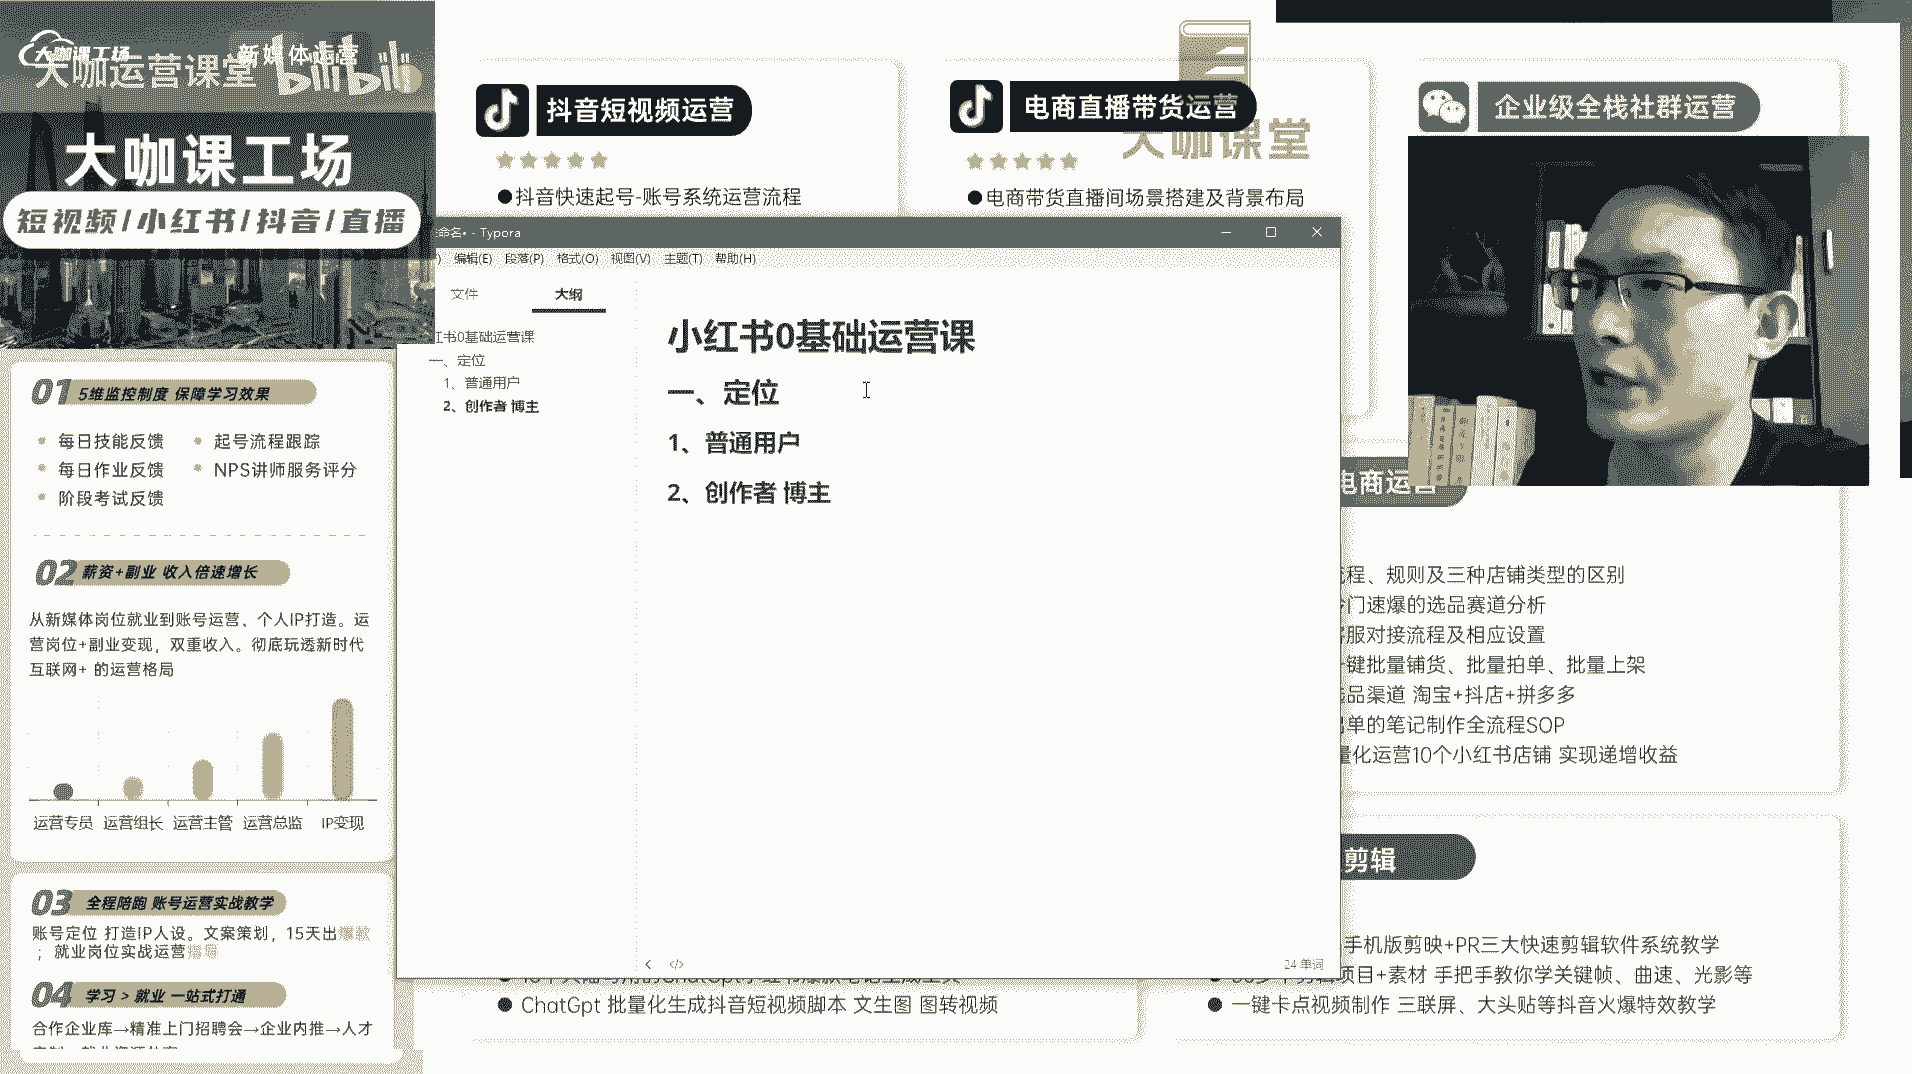 大咖课工场
新媒体运营
大咖运营课堂 bilibili
大咖课工场
短视频/小红书/抖音/直播
01 5维监控制度 保障学习效果
每日技能反馈
起号流程跟踪
每日作业反馈
NPS讲师服务评分
阶段考试反馈
02 薪资+副业 收入倍速增长
从新媒体岗位就业到账号运营、个人IP打造。运
营岗位+副业变现，双重收入。彻底玩透新时代
互联网+ 的运营格局
运营专员 运营组长 运营主管 运营总监 IP变现
03 全程陪跑 账号运营实战教学
账号定位 打造IP人设。文案策划，15天出爆款
；就业岗位实战运营
04 学习 > 就业 一站式打通
合作企业库→精准上门招聘会→企业内推→人才
抖音短视频运营
●抖音快速起号-账号系统运营流程
电商直播带货运营
大咖课堂
●电商带货直播间场景搭建及背景布局
企业级全栈社群运营
命名• - Typora
) 编辑(E) 段落(P) 格式(O) 视图(V) 主题(T) 帮助(H)
文件 大纲
红书0基础运营课
一、定位
1、普通用户
2、创作者 博主
小红书0基础运营课
一、定位
1、普通用户
2、创作者 博主
24 单词
电商运营
流程、规则及三种店铺类型的区别
冷门速爆的选品赛道分析
客服对接流程及相应设置
一键批量铺货、批量拍单、批量上架
选品渠道 淘宝+抖店+拼多多
出单的笔记制作全流程SOP
量化运营10个小红书店铺 实现递增收益
剪辑
手机版剪映+PR三大快速剪辑软件系统教学
项目+素材 手把手教你学关键帧、曲速、光影等
● 一键卡点视频制作 三联屏、大头贴等抖音火爆特效教学
● ChatGpt 批量化生成抖音短视频脚本 文生图 图转视频